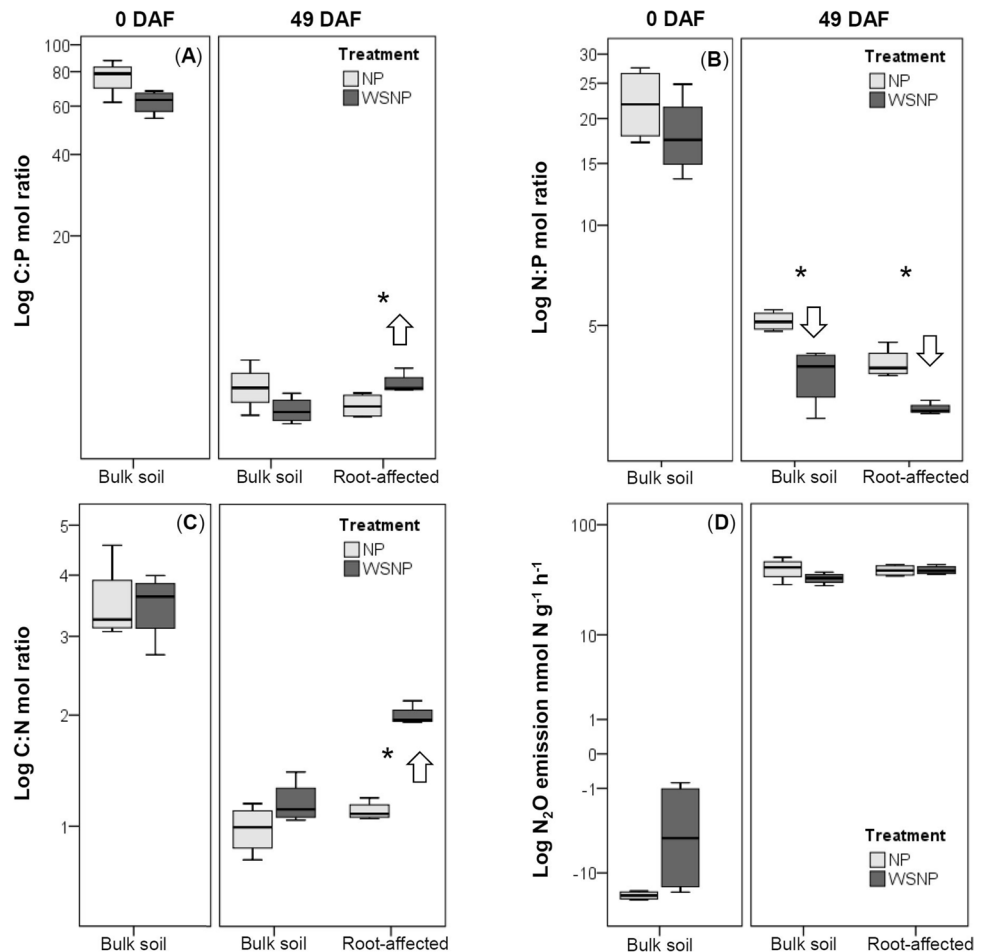 0 DAF 49 DAF
(A)
Treatment
NP
WSNP
100
80
60
40
20
Log C:P mol ratio
*
Bulk soil Bulk soil Root-affected
0 DAF 49 DAF
(B)
Treatment
NP
WSNP
30
25
20
15
10
5
Log N:P mol ratio
* *
Bulk soil Bulk soil Root-affected
(C)
Treatment
NP
WSNP
5
4
3
2
1
Log C:N mol ratio
*
Bulk soil Bulk soil Root-affected
(D)
100
10
1
0
-1
-10
Log N₂O emission nmol N g⁻¹ h⁻¹
Treatment
NP
WSNP
Bulk soil Bulk soil Root-affected